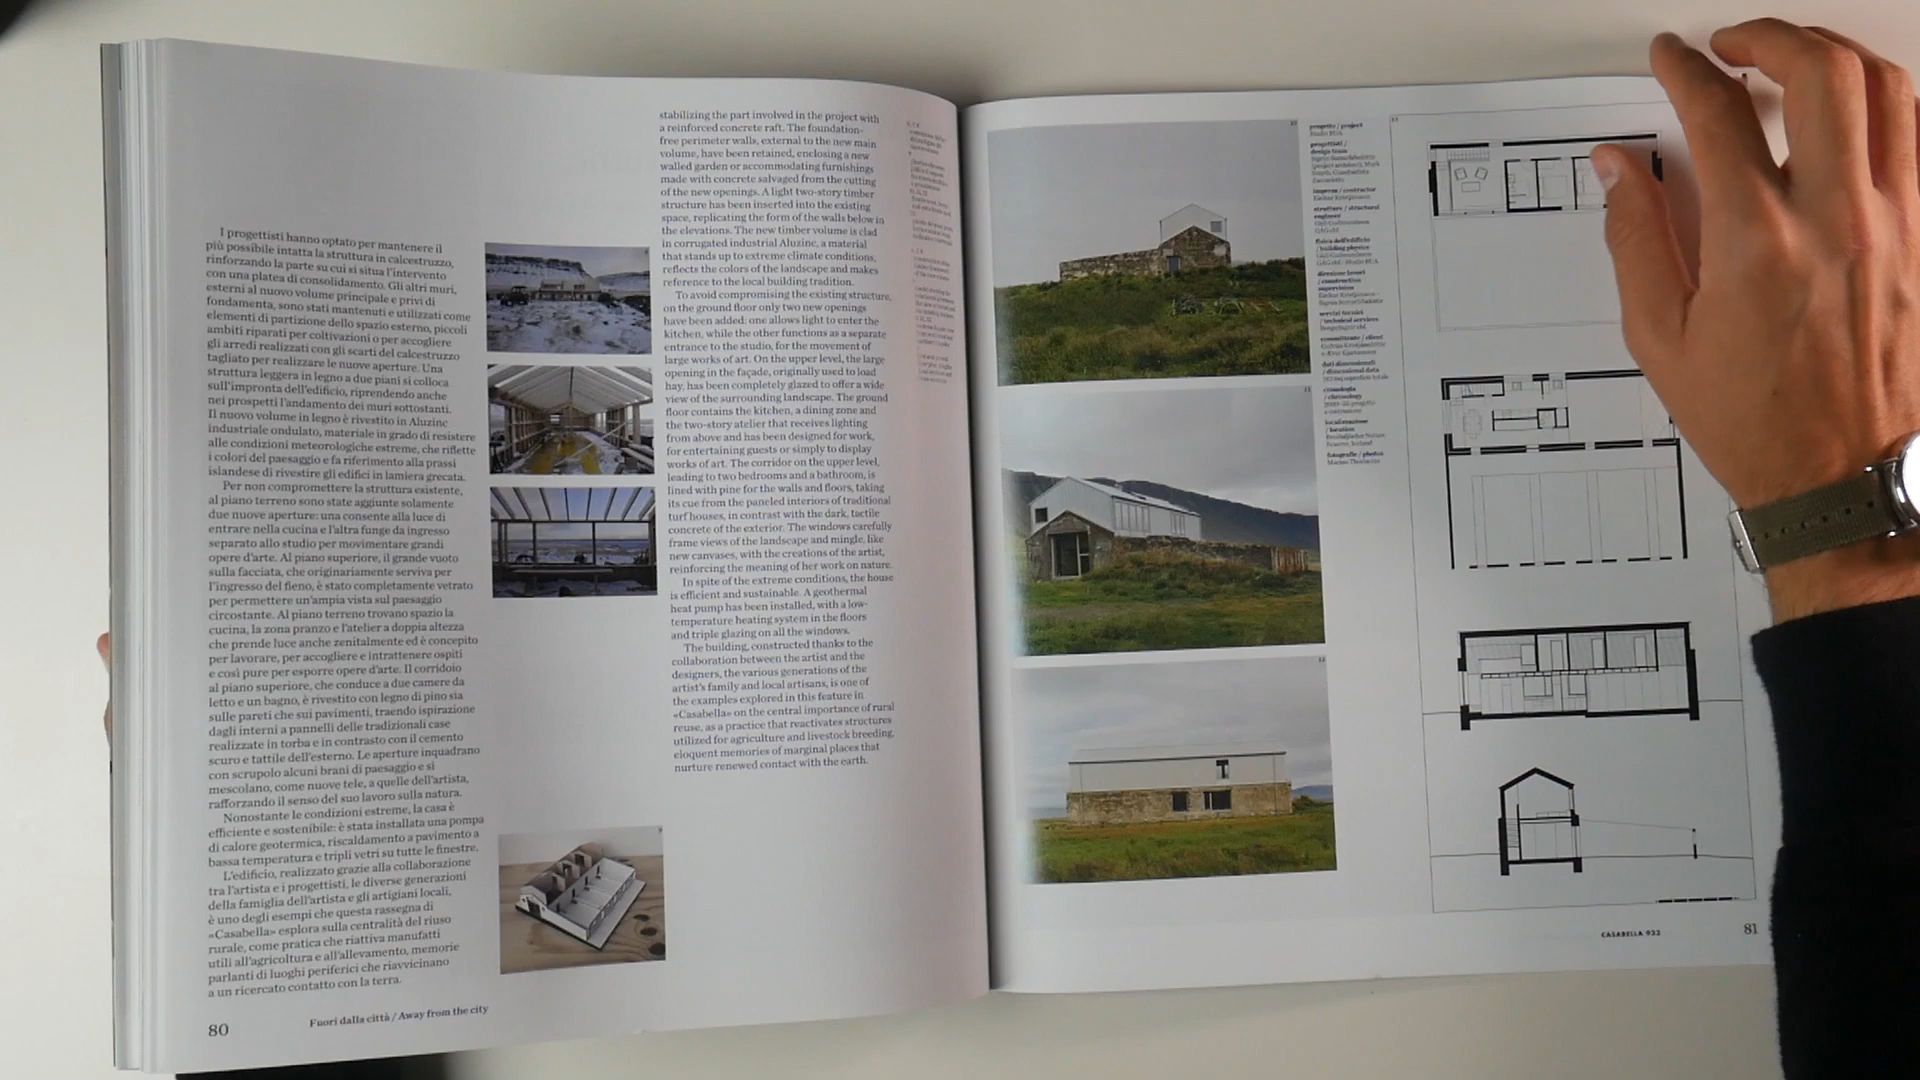 I progettisti hanno optato per mantenere il
più possibile intatta la struttura in calcestruzzo,
rinforzando la parte su cui si situa l'intervento
con una platea di consolidamento. Gli altri muri,
esterni al nuovo volume principale e privi di
fondamenta, sono stati mantenuti e utilizzati come
elementi di partizione dello spazio esterno, piccoli
ambiti riparati per coltivazioni o per accogliere
gli arredi realizzati con gli scarti del calcestruzzo
tagliato per realizzare le nuove aperture. Una
struttura leggera in legno a due piani si colloca
sull'impronta dell'edificio, riprendendo anche
nei prospetti l'andamento dei muri sottostanti.
Il nuovo volume in legno è rivestito in Aluzinc
industriale ondulato, materiale in grado di resistere
alle condizioni meteorologiche estreme, che riflette
i colori del paesaggio e fa riferimento alla prassi
islandese di rivestire gli edifici in lamiera grecata.
Per non compromettere la struttura esistente,
al piano terreno sono state aggiunte solamente
due nuove aperture: una consente alla luce di
entrare nella cucina e l'altra funge da ingresso
separato allo studio per movimentare grandi
opere d'arte. Al piano superiore, il grande vuoto
sulla facciata, che originariamente serviva per
l'ingresso del fieno, è stato completamente vetrato
per permettere un'ampia vista sul paesaggio
circostante. Al piano terreno trovano spazio la
cucina, la zona pranzo e l'atelier a doppia altezza
che prende luce anche zenitalmente ed è concepito
per lavorare, per accogliere e intrattenere ospiti
e così pure per esporre opere d'arte. Il corridoio
al piano superiore, che conduce a due camere da
letto e un bagno, è rivestito con legno di pino sia
sulle pareti che sui pavimenti, traendo ispirazione
dagli interni a pannelli delle tradizionali case
realizzate in torba e in contrasto con il cemento
scuro e tattile dell'esterno. Le aperture inquadrano
con scrupolo alcuni brani di paesaggio e si
mescolano, come nuove tele, a quelle dell'artista,
rafforzando il senso del suo lavoro sulla natura.
Nonostante le condizioni estreme, la casa è
efficiente e sostenibile: è stata installata una pompa
di calore geotermica, riscaldamento a pavimento a
bassa temperatura e tripli vetri su tutte le finestre.
L'edificio, realizzato grazie alla collaborazione
tra l'artista e i progettisti, le diverse generazioni
della famiglia dell'artista e gli artigiani locali,
è uno degli esempi che questa rassegna di
«Casabella» esplora sulla centralità del riuso
rurale, come pratica che riattiva manufatti
utili all'agricoltura e all'allevamento, memorie
parlanti di luoghi periferici che riavvicinano
a un ricercato contatto con la terra.
stabilizing the part involved in the project with
a reinforced concrete raft. The foundation-
free perimeter walls, external to the new main
volume, have been retained, enclosing a new
walled garden or accommodating furnishings
made with concrete salvaged from the cutting
of the new openings. A light two-story timber
structure has been inserted into the existing
space, replicating the form of the walls below in
the elevations. The new timber volume is clad
in corrugated industrial Aluzinc, a material
that stands up to extreme climate conditions,
reflects the colors of the landscape and makes
reference to the local building tradition.
To avoid compromising the existing structure,
on the ground floor only two new openings
have been added: one allows light to enter the
kitchen, while the other functions as a separate
entrance to the studio, for the movement of
large works of art. On the upper level, the large
opening in the façade, originally used to load
hay, has been completely glazed to offer a wide
view of the surrounding landscape. The ground
floor contains the kitchen, a dining zone and
the two-story atelier that receives lighting
from above and has been designed for work,
for entertaining guests or simply to display
works of art. The corridor on the upper level,
leading to two bedrooms and a bathroom, is
lined with pine for the walls and floors, taking
its cue from the paneled interiors of traditional
turf houses, in contrast with the dark, tactile
concrete of the exterior. The windows carefully
frame views of the landscape and mingle, like
new canvases, with the creations of the artist,
reinforcing the meaning of her work on nature.
In spite of the extreme conditions, the house
is efficient and sustainable. A geothermal
heat pump has been installed, with a low-
temperature heating system in the floors
and triple glazing on all the windows.
The building, constructed thanks to the
collaboration between the artist and the
designers, the various generations of the
artist's family and local artisans, is one of
the examples explored in this feature in
«Casabella» on the central importance of rural
reuse, as a practice that reactivates structures
utilized for agriculture and livestock breeding,
eloquent memories of marginal places that
nurture renewed contact with the earth.
80
Fuori dalla città / Away from the city
progetto / project
Studio BUA
progettisti /
design team
impresa / contractor
strutture / structural
engineer
fisica dell'edificio
/ building physics
direzione lavori
/ construction
supervision
servizi tecnici
/ technical services
committente / client
dati dimensionali
/ dimensional data
cronologia
/ chronology
localizzazione
/ location
fotografie / photos
CASABELLA 932
81